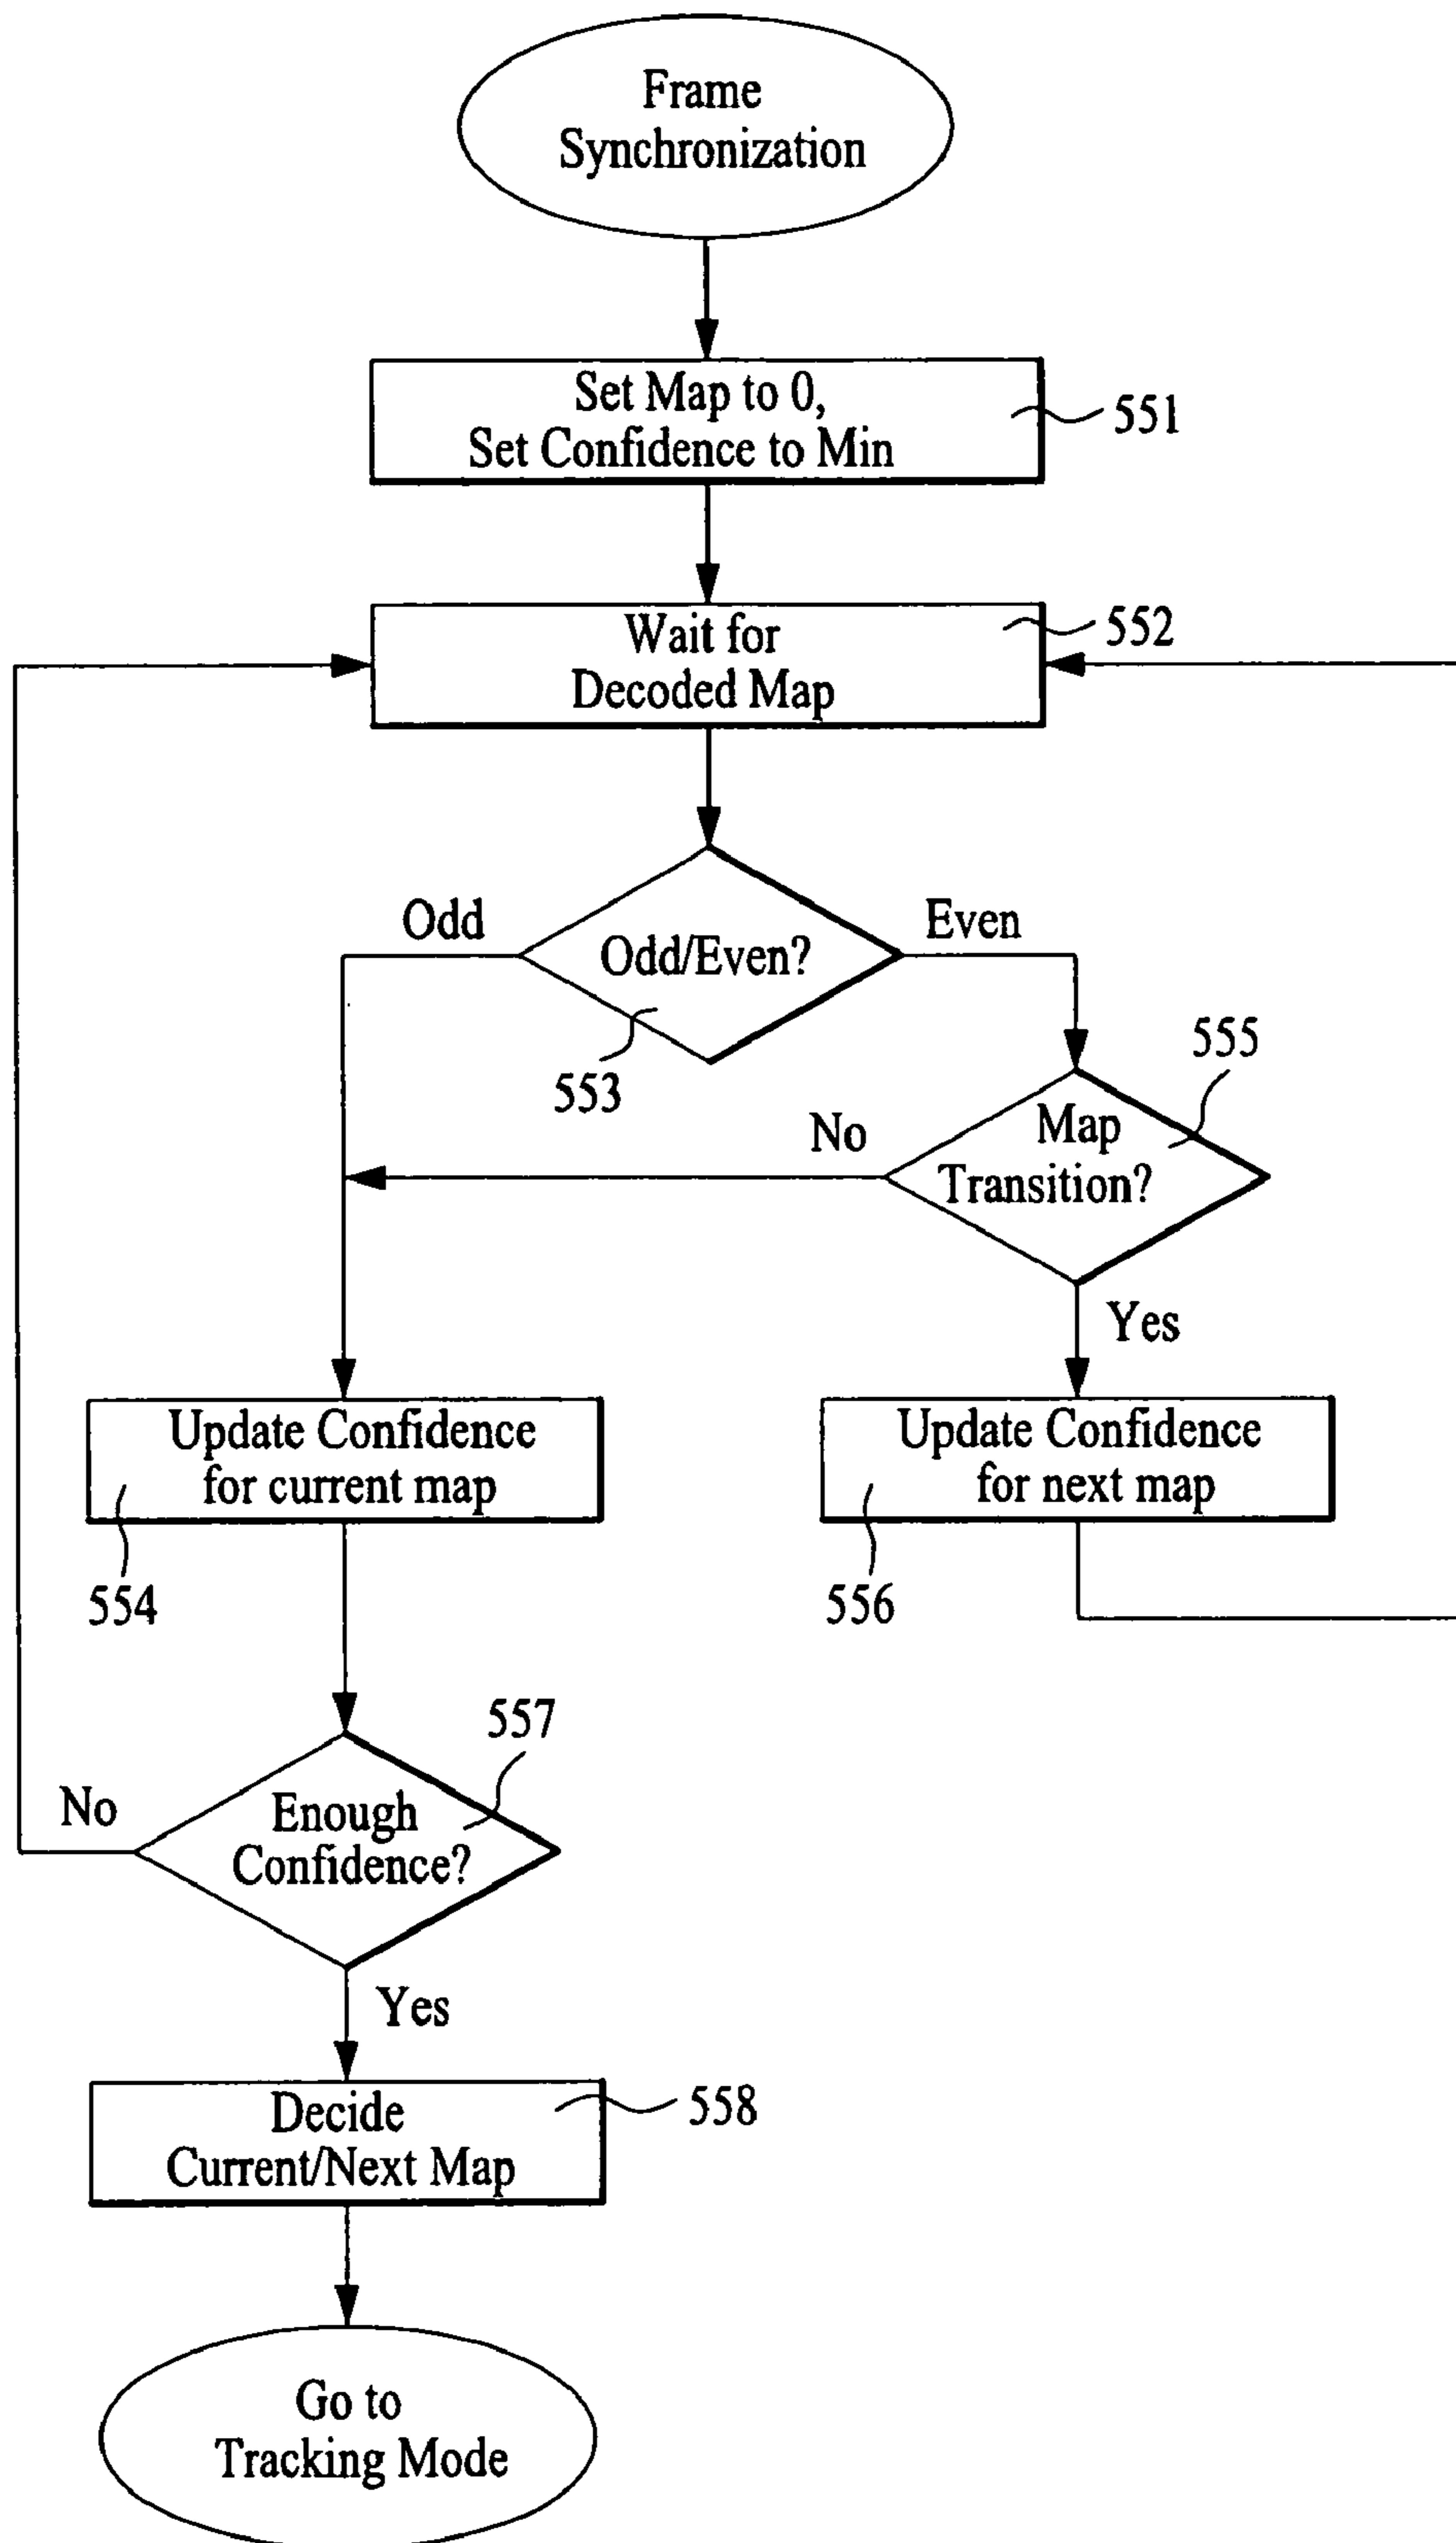 Frame
Synchronization
Set Map to 0,
Set Confidence to Min
551
Wait for
Decoded Map
552
Odd
Odd/Even?
Even
553
555
Map
Transition?
No
Yes
Update Confidence
for current map
554
Update Confidence
for next map
556
557
Enough
Confidence?
No
Yes
Decide
Current/Next Map
558
Go to
Tracking Mode